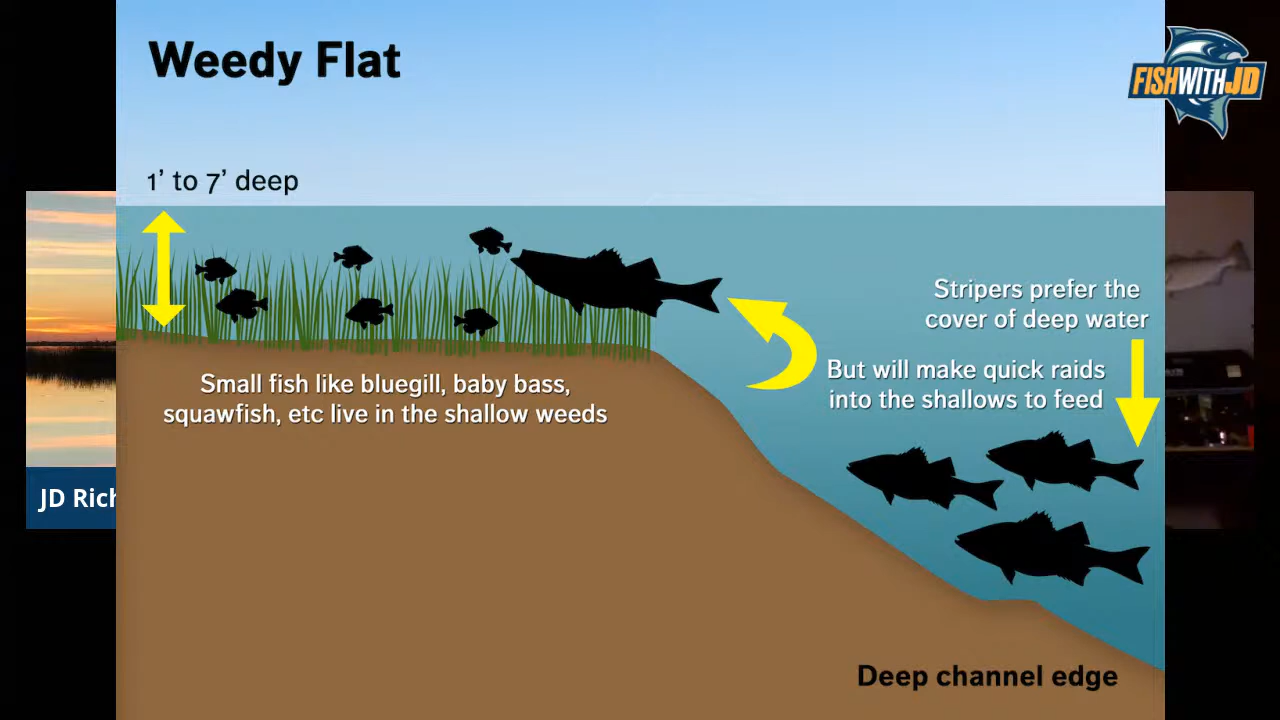 Weedy Flat
FISHWITHJD
1’ to 7’ deep
Stripers prefer the
cover of deep water
But will make quick raids
into the shallows to feed
Small fish like bluegill, baby bass,
squawfish, etc live in the shallow weeds
JD Rich
Deep channel edge